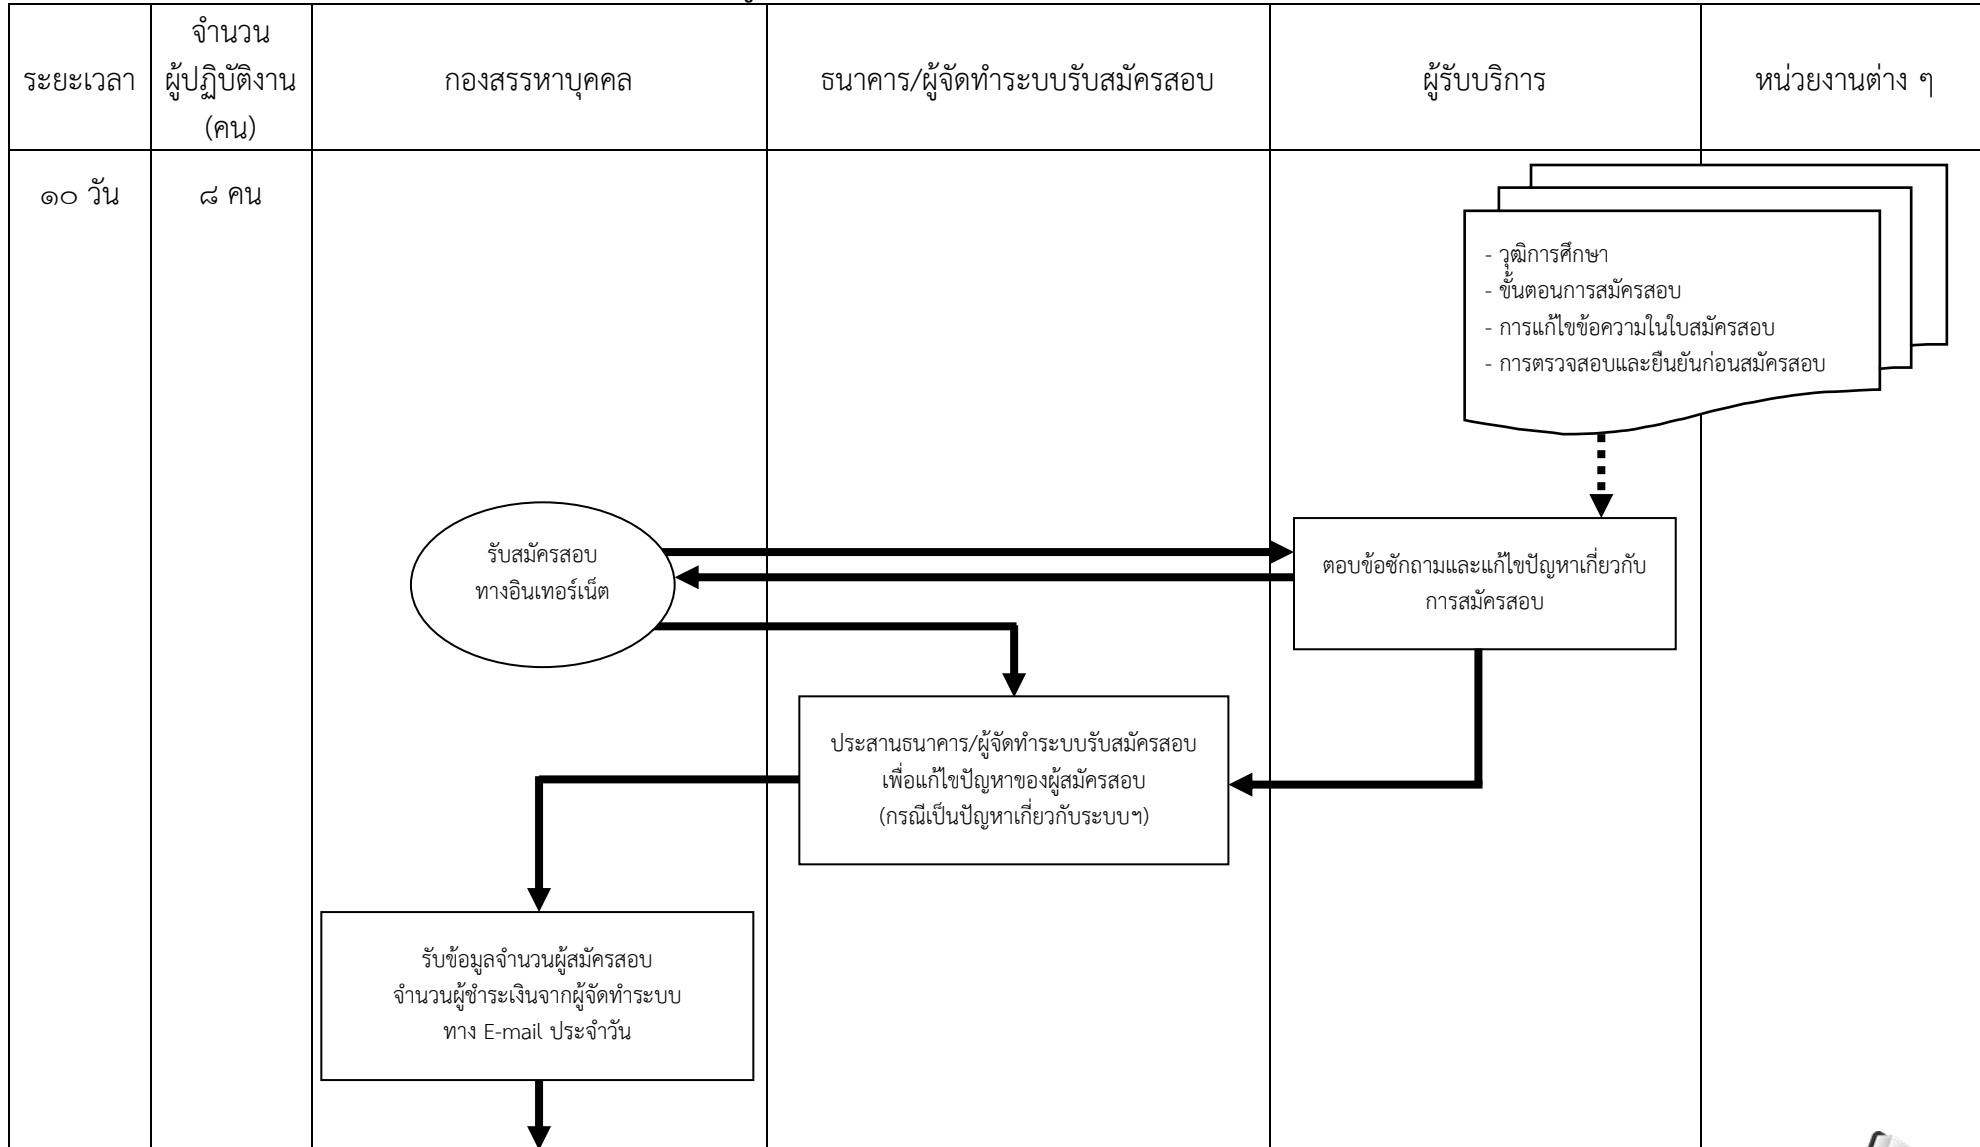 ระยะเวลา
จำนวน
ผู้ปฏิบัติงาน
(คน)
กองสรรหาบุคคล
ธนาคาร/ผู้จัดทำระบบรับสมัครสอบ
ผู้รับบริการ
หน่วยงานต่าง ๆ
๑๐ วัน
๘ คน
- วุฒิการศึกษา
- ขั้นตอนการสมัครสอบ
- การแก้ไขข้อความในใบสมัครสอบ
- การตรวจสอบและยืนยันก่อนสมัครสอบ
รับสมัครสอบ
ทางอินเทอร์เน็ต
ตอบข้อซักถามและแก้ไขปัญหาเกี่ยวกับ
การสมัครสอบ
ประสานธนาคาร/ผู้จัดทำระบบรับสมัครสอบ
เพื่อแก้ไขปัญหาของผู้สมัครสอบ
(กรณีเป็นปัญหาเกี่ยวกับระบบฯ)
รับข้อมูลจำนวนผู้สมัครสอบ
จำนวนผู้ชำระเงินจากผู้จัดทำระบบ
ทาง E-mail ประจำวัน